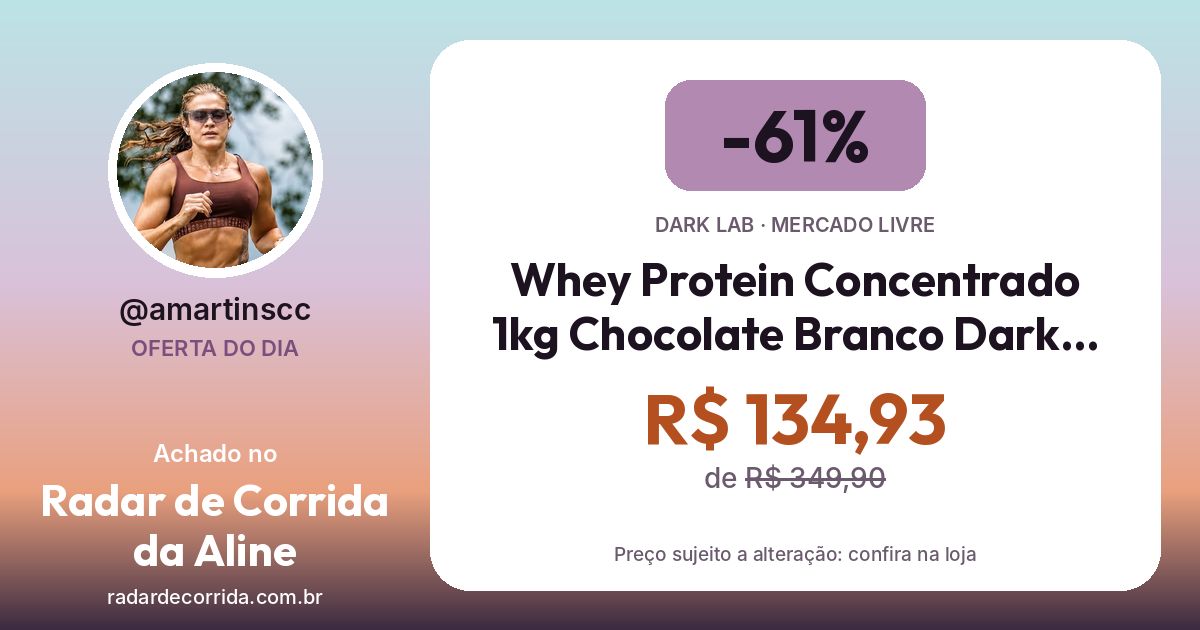 @amartinscc
OFERTA DO DIA
Achado no
Radar de Corrida
da Aline
radardecorrida.com.br
-61%
DARK LAB · MERCADO LIVRE
Whey Protein Concentrado
1kg Chocolate Branco Dark...
R$ 134,93
de R$ 349,90
Preço sujeito a alteração: confira na loja